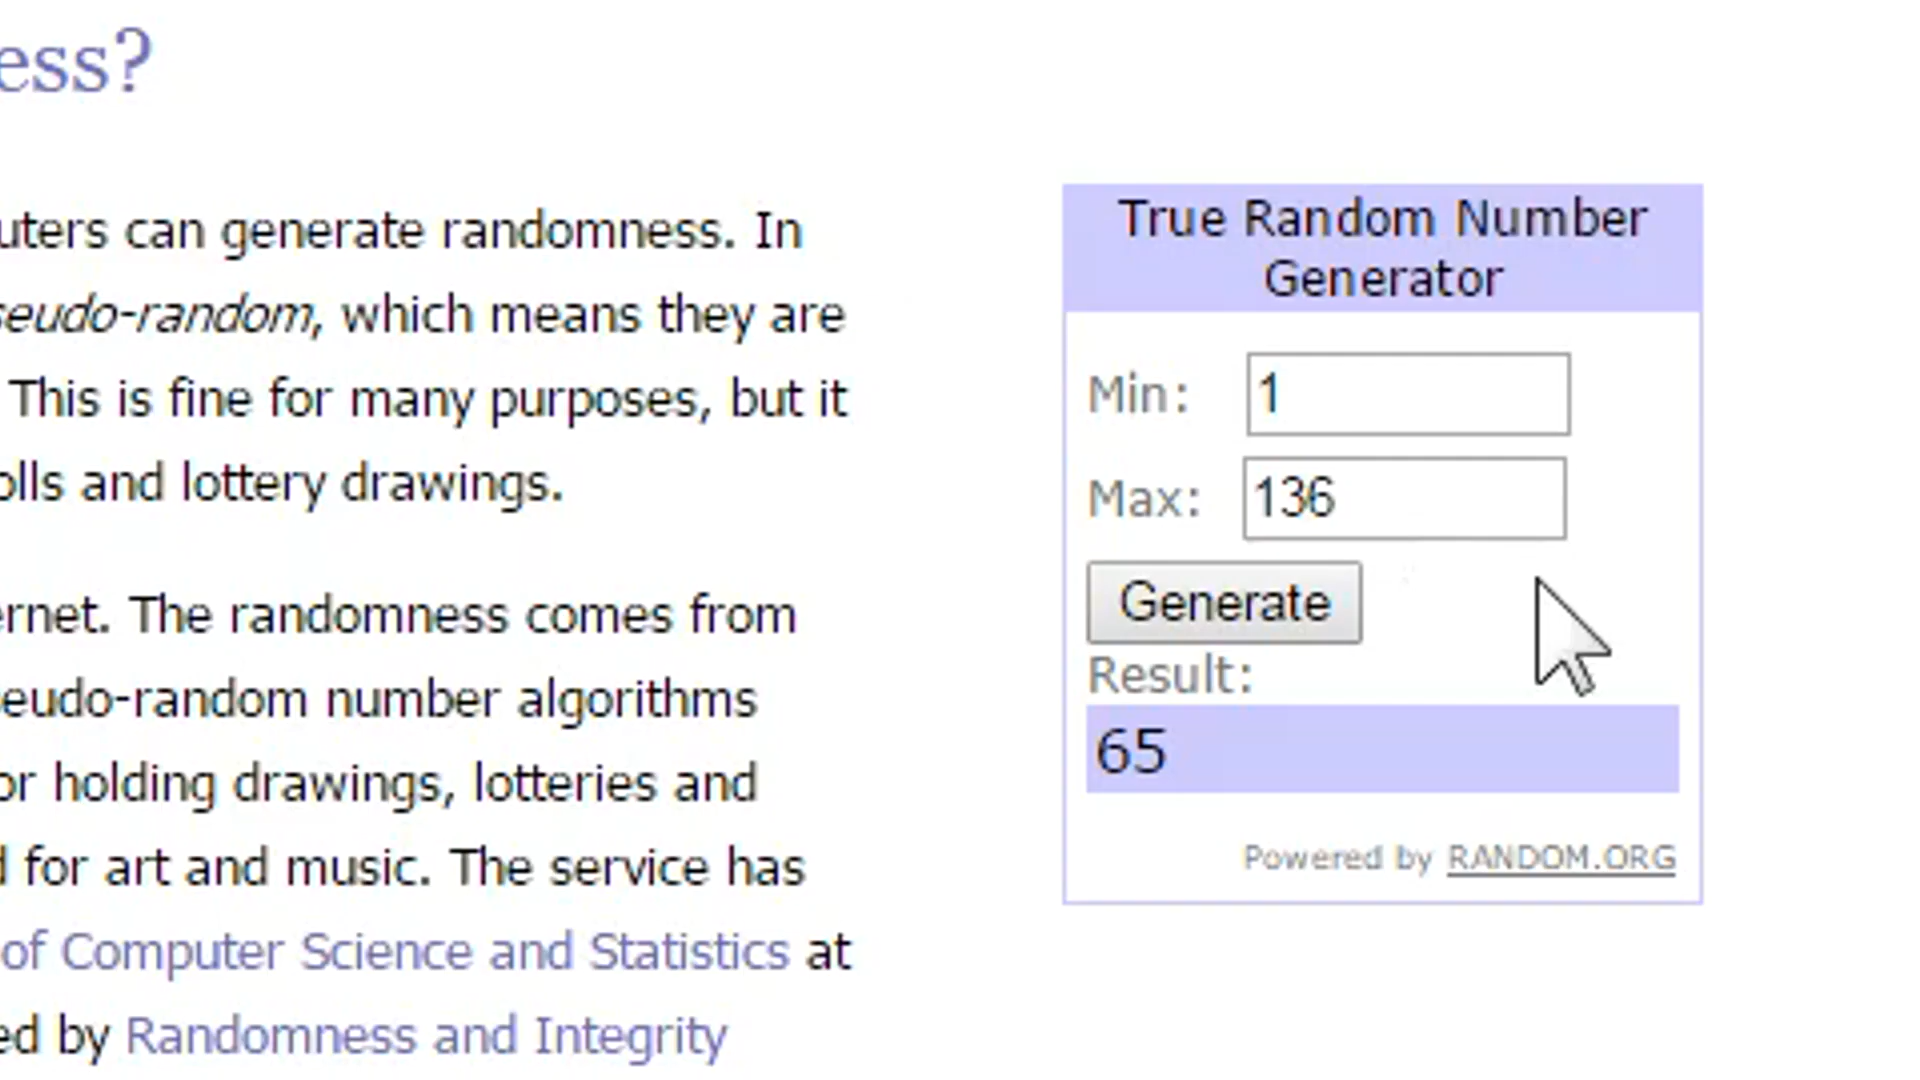 ess?
uters can generate randomness. In
seudo-random, which means they are
This is fine for many purposes, but it
olls and lottery drawings.
ernet. The randomness comes from
seudo-random number algorithms
or holding drawings, lotteries and
d for art and music. The service has
of Computer Science and Statistics at
ed by Randomness and Integrity
True Random Number
Generator
Min: 1
Max: 136
Generate
Result:
65
Powered by RANDOM.ORG